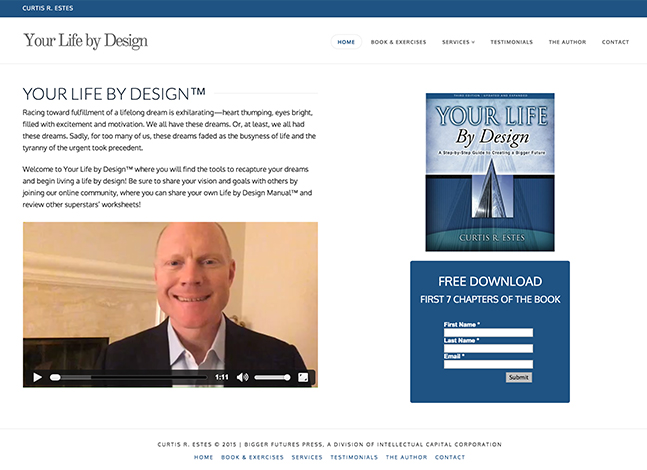 CURTIS R. ESTES
Your Life by Design
HOME BOOK & EXERCISES SERVICES TESTIMONIALS THE AUTHOR CONTACT
YOUR LIFE BY DESIGN™
Racing toward fulfillment of a lifelong dream is exhilarating—heart thumping, eyes bright,
filled with excitement and motivation. We all have these dreams. Or, at least, we all had
these dreams. Sadly, for too many of us, these dreams faded as the busyness of life and the
tyranny of the urgent took precedent.
Welcome to Your Life by Design™ where you will find the tools to recapture your dreams
and begin living a life by design! Be sure to share your vision and goals with others by
joining our online community, where you can share your own Life by Design Manual™ and
review other superstars’ worksheets!
1:11
THIRD EDITION • UPDATED AND EXPANDED
YOUR LIFE
By Design
A Step-by-Step Guide to Creating a Bigger Future
CURTIS R. ESTES
FREE DOWNLOAD
FIRST 7 CHAPTERS OF THE BOOK
First Name *
Last Name *
Email *
Submit
CURTIS R. ESTES © 2015 | BIGGER FUTURES PRESS, A DIVISION OF INTELLECTUAL CAPITAL CORPORATION
HOME BOOK & EXERCISES SERVICES TESTIMONIALS THE AUTHOR CONTACT